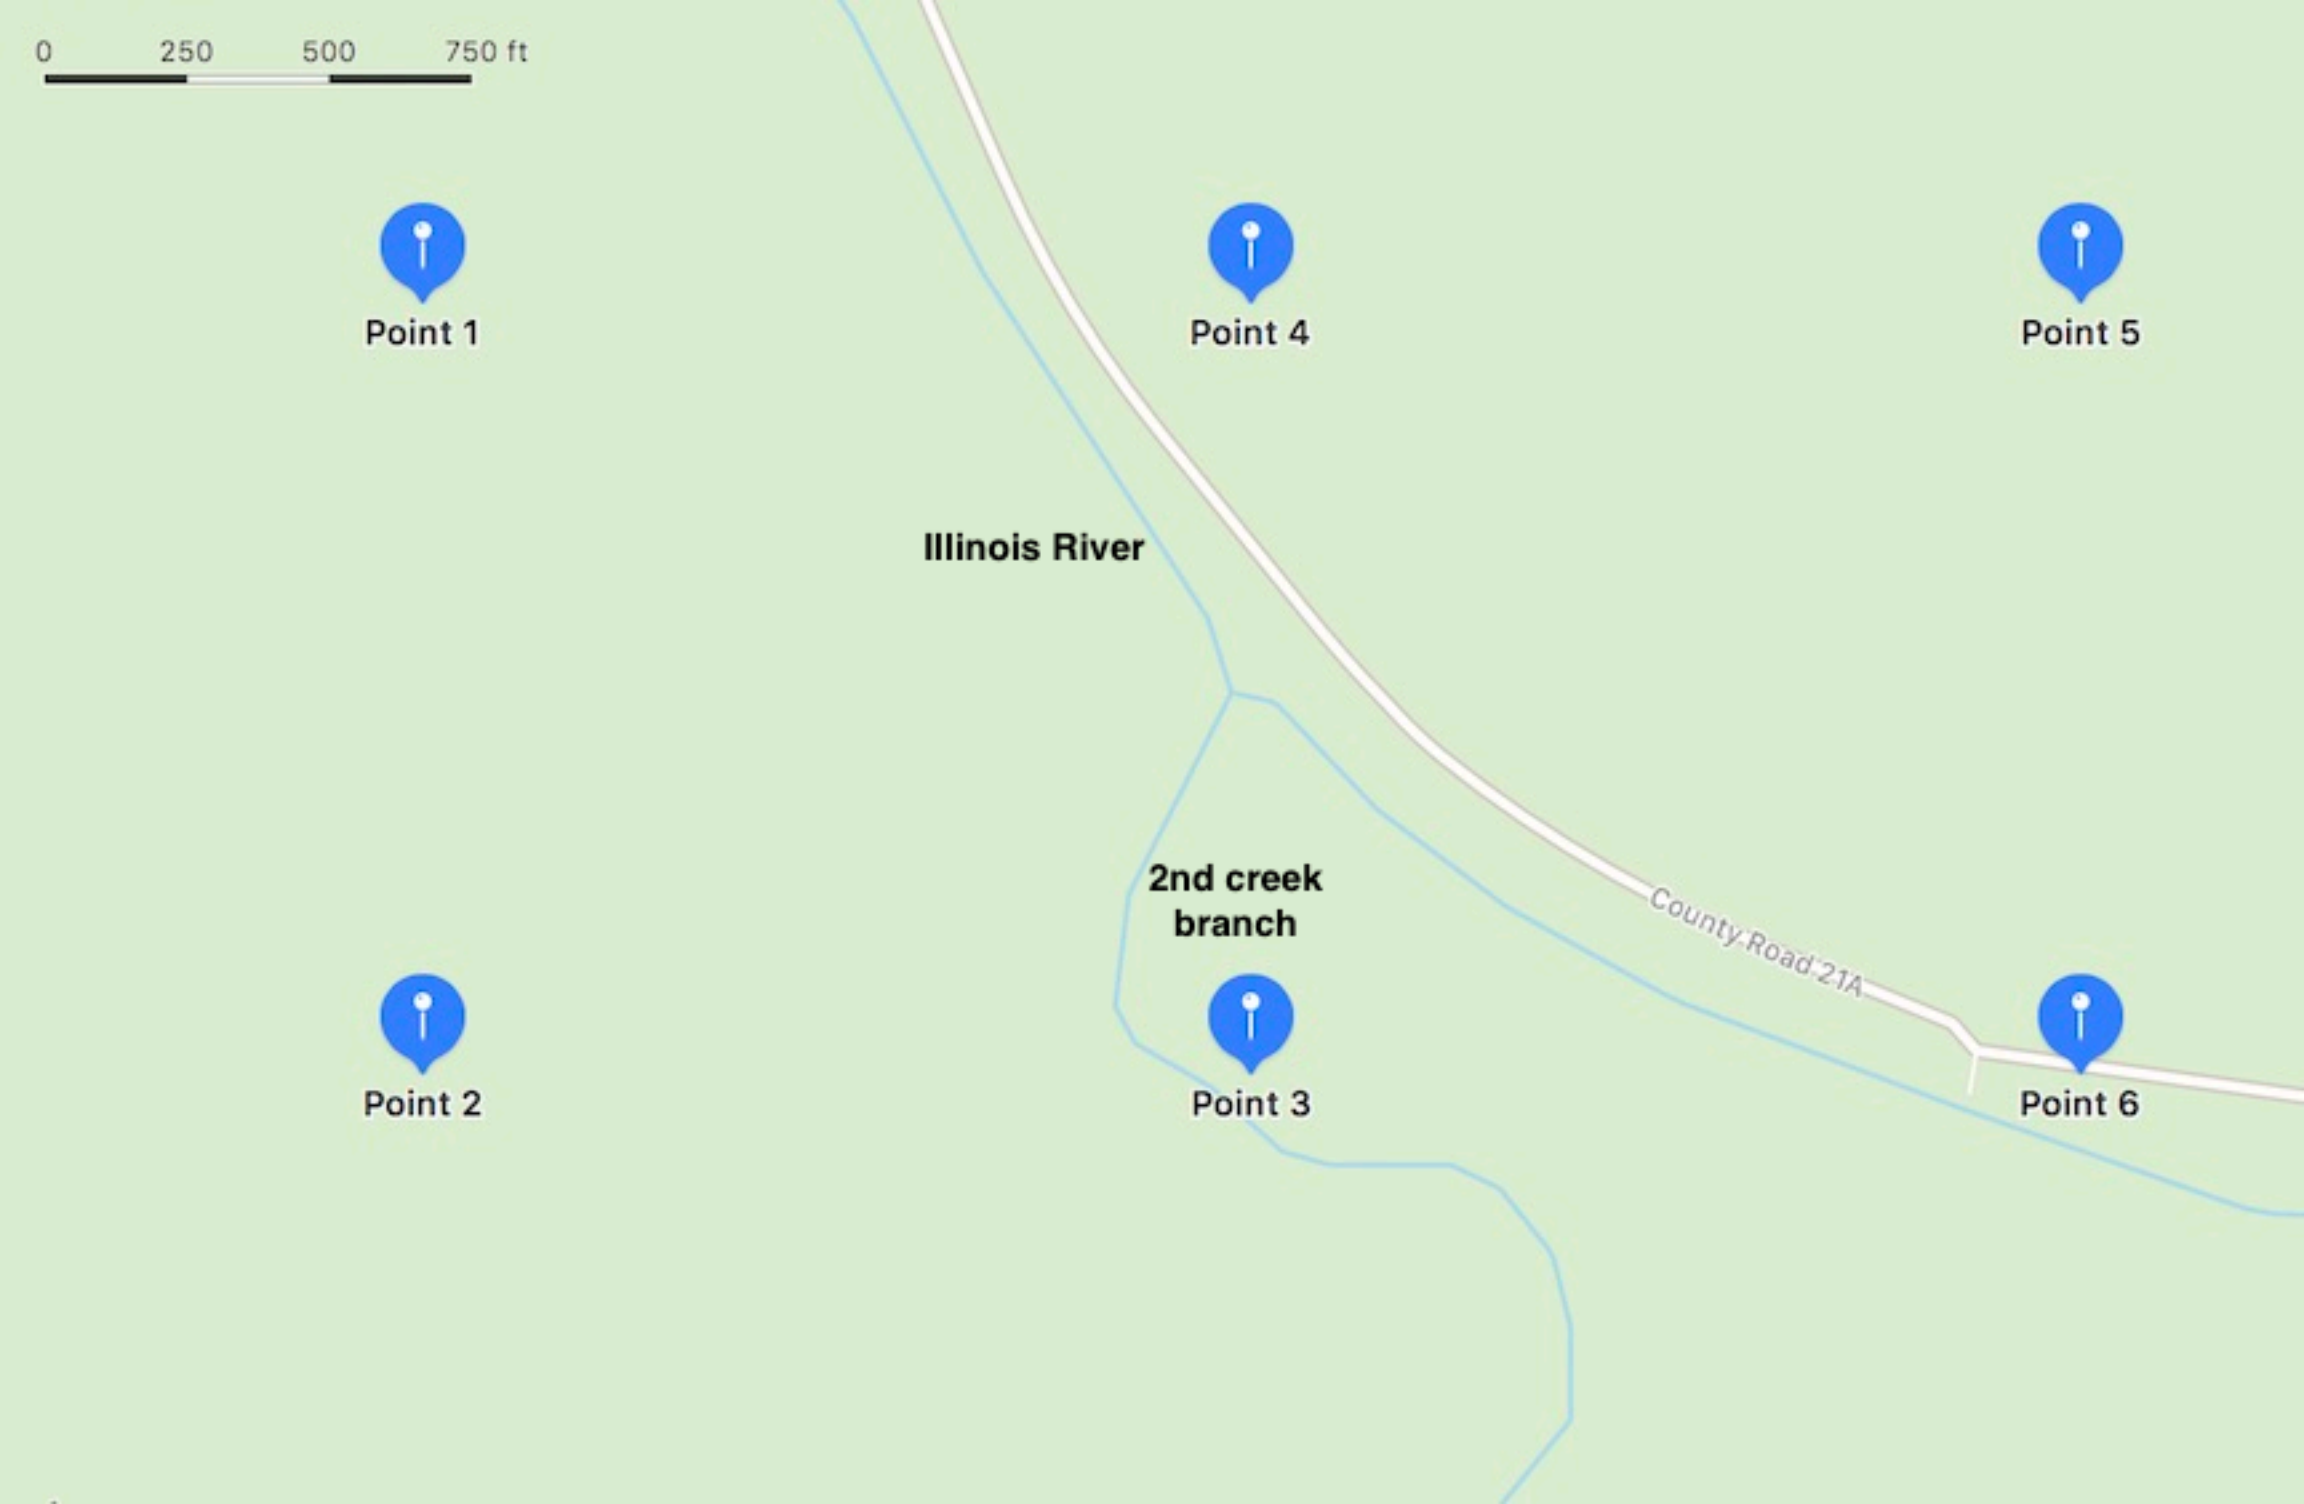 0 250 500 750 ft
Point 1
Point 4
Point 5
Illinois River
2nd creek
branch
County Road 21A
Point 2
Point 3
Point 6